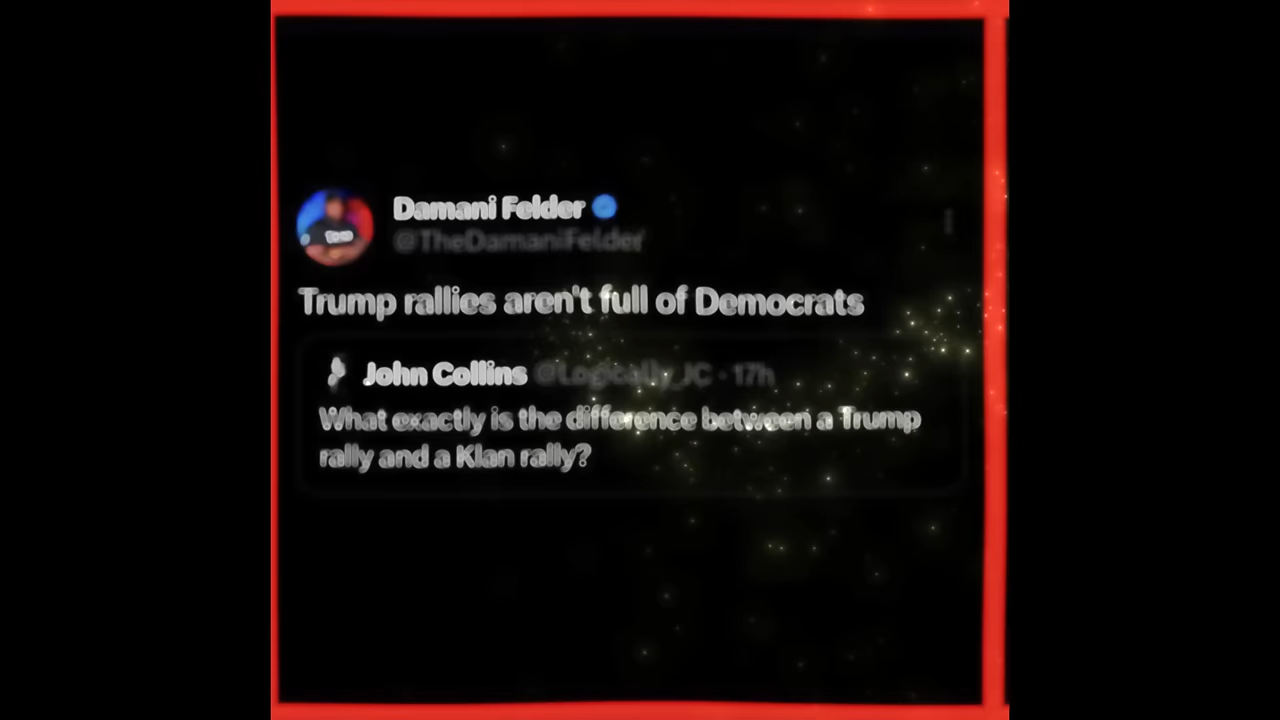 Damani Felder
@TheDamaniFelder
Trump rallies aren't full of Democrats
John Collins @Logically_JC · 17h
What exactly is the difference between a Trump
rally and a Klan rally?